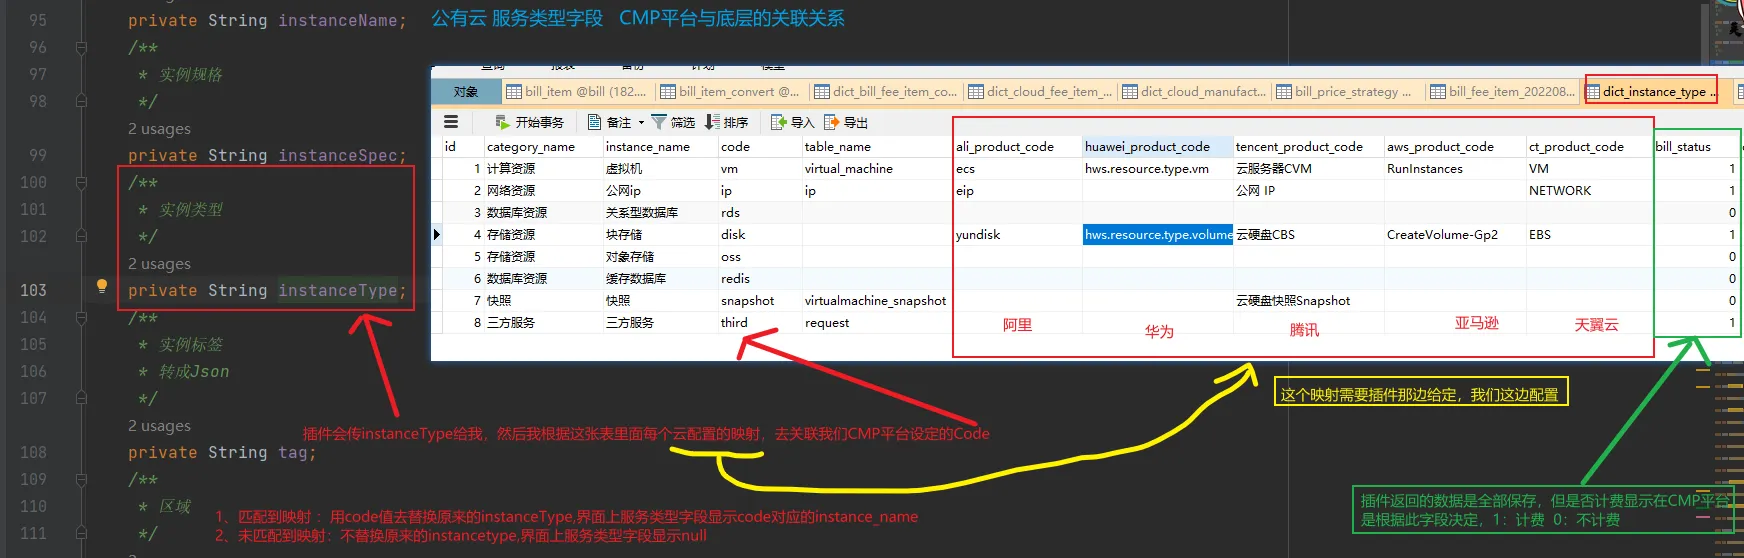 95 private String instanceName;
公有云 服务类型字段 CMP平台与底层的关联关系
96 /**
97 * 实例规格
98 */
2 usages
99 private String instanceSpec;
100 /**
101 * 实例类型
102 */
2 usages
103 private String instanceType;
104 /**
105 * 实例标签
106 * 转成Json
107 */
2 usages
108 private String tag;
109 /**
110 * 区域
111 */
对象 bill_item @bill (182.... bill_item_convert @... dict_bill_fee_item_co... dict_cloud_fee_item_... dict_cloud_manufact... bill_price_strategy ... bill_fee_item_202208... dict_instance_type ...
开始事务 备注 筛选 排序 导入 导出
id category_name instance_name code table_name ali_product_code huawei_product_code tencent_product_code aws_product_code ct_product_code bill_status
1 计算资源 虚拟机 vm virtual_machine ecs hws.resource.type.vm 云服务器CVM RunInstances VM 1
2 网络资源 公网ip ip ip eip 公网 IP NETWORK 1
3 数据库资源 关系型数据库 rds 0
4 存储资源 块存储 disk yundisk hws.resource.type.volume 云硬盘CBS CreateVolume-Gp2 EBS 1
5 存储资源 对象存储 oss 0
6 数据库资源 缓存数据库 redis 0
7 快照 快照 snapshot virtualmachine_snapshot 云硬盘快照Snapshot 0
8 三方服务 三方服务 third request 1
阿里 华为 腾讯 亚马逊 天翼云
这个映射需要插件那边给定，我们这边配置
插件会传instanceType给我，然后我根据这张表里面每个云配置的映射，去关联我们CMP平台设定的Code
插件返回的数据是全部保存，但是否计费显示在CMP平台
是根据此字段决定，1：计费 0：不计费
1、匹配到映射：用code值去替换原来的instanceType,界面上服务类型字段显示code对应的instance_name
2、未匹配到映射：不替换原来的instancetype,界面上服务类型字段显示null